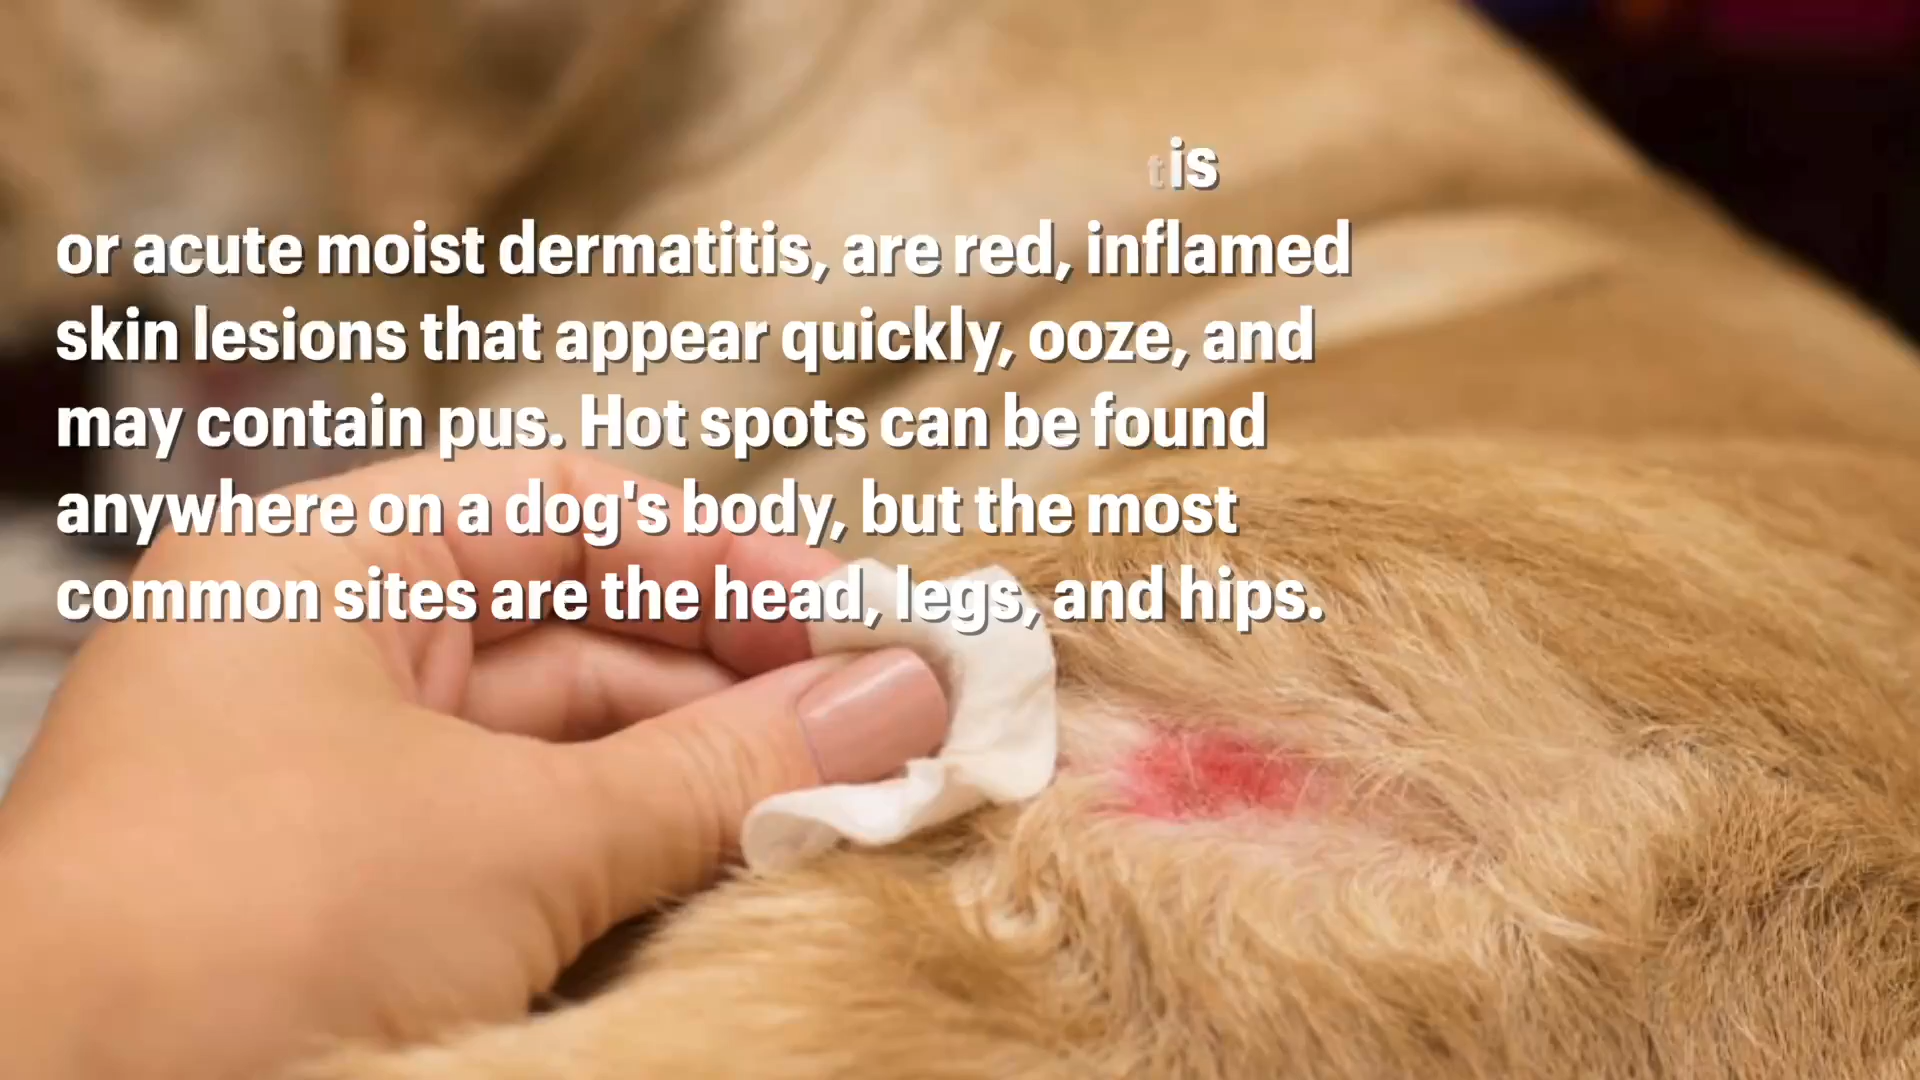 tis
or acute moist dermatitis, are red, inflamed
skin lesions that appear quickly, ooze, and
may contain pus. Hot spots can be found
anywhere on a dog's body, but the most
common sites are the head, legs, and hips.